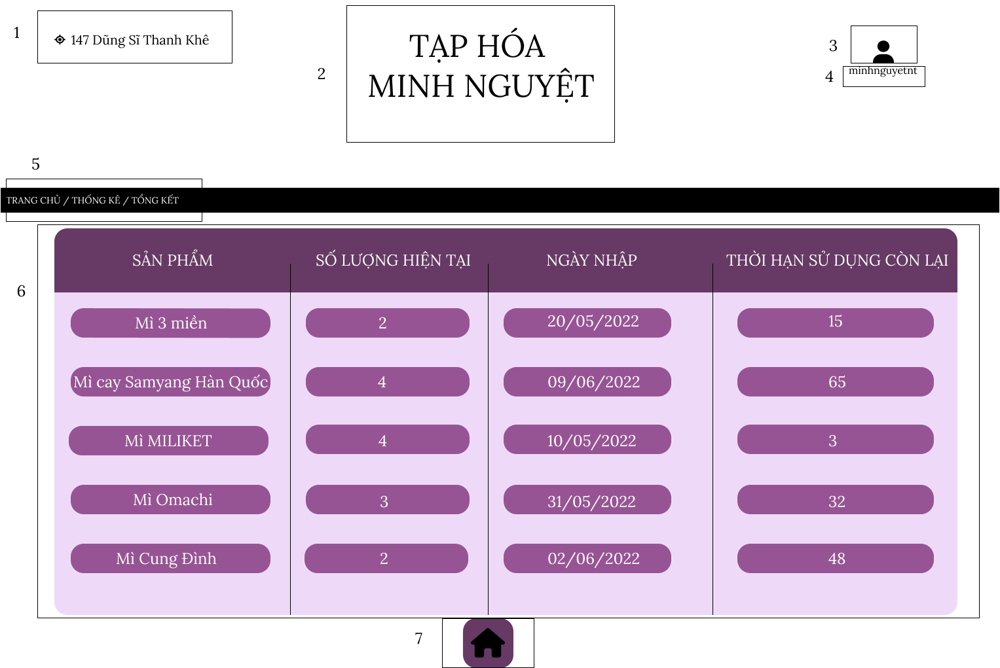 1
147 Dũng Sĩ Thanh Khê
2
TẠP HÓA
MINH NGUYỆT
3
4
minhnguyetnt
5
TRANG CHỦ / THỐNG KÊ / TỔNG KẾT
6
SẢN PHẨM SỐ LƯỢNG HIỆN TẠI NGÀY NHẬP THỜI HẠN SỬ DỤNG CÒN LẠI
Mì 3 miền 2 20/05/2022 15
Mì cay Samyang Hàn Quốc 4 09/06/2022 65
Mì MILIKET 4 10/05/2022 3
Mì Omachi 3 31/05/2022 32
Mì Cung Đình 2 02/06/2022 48
7